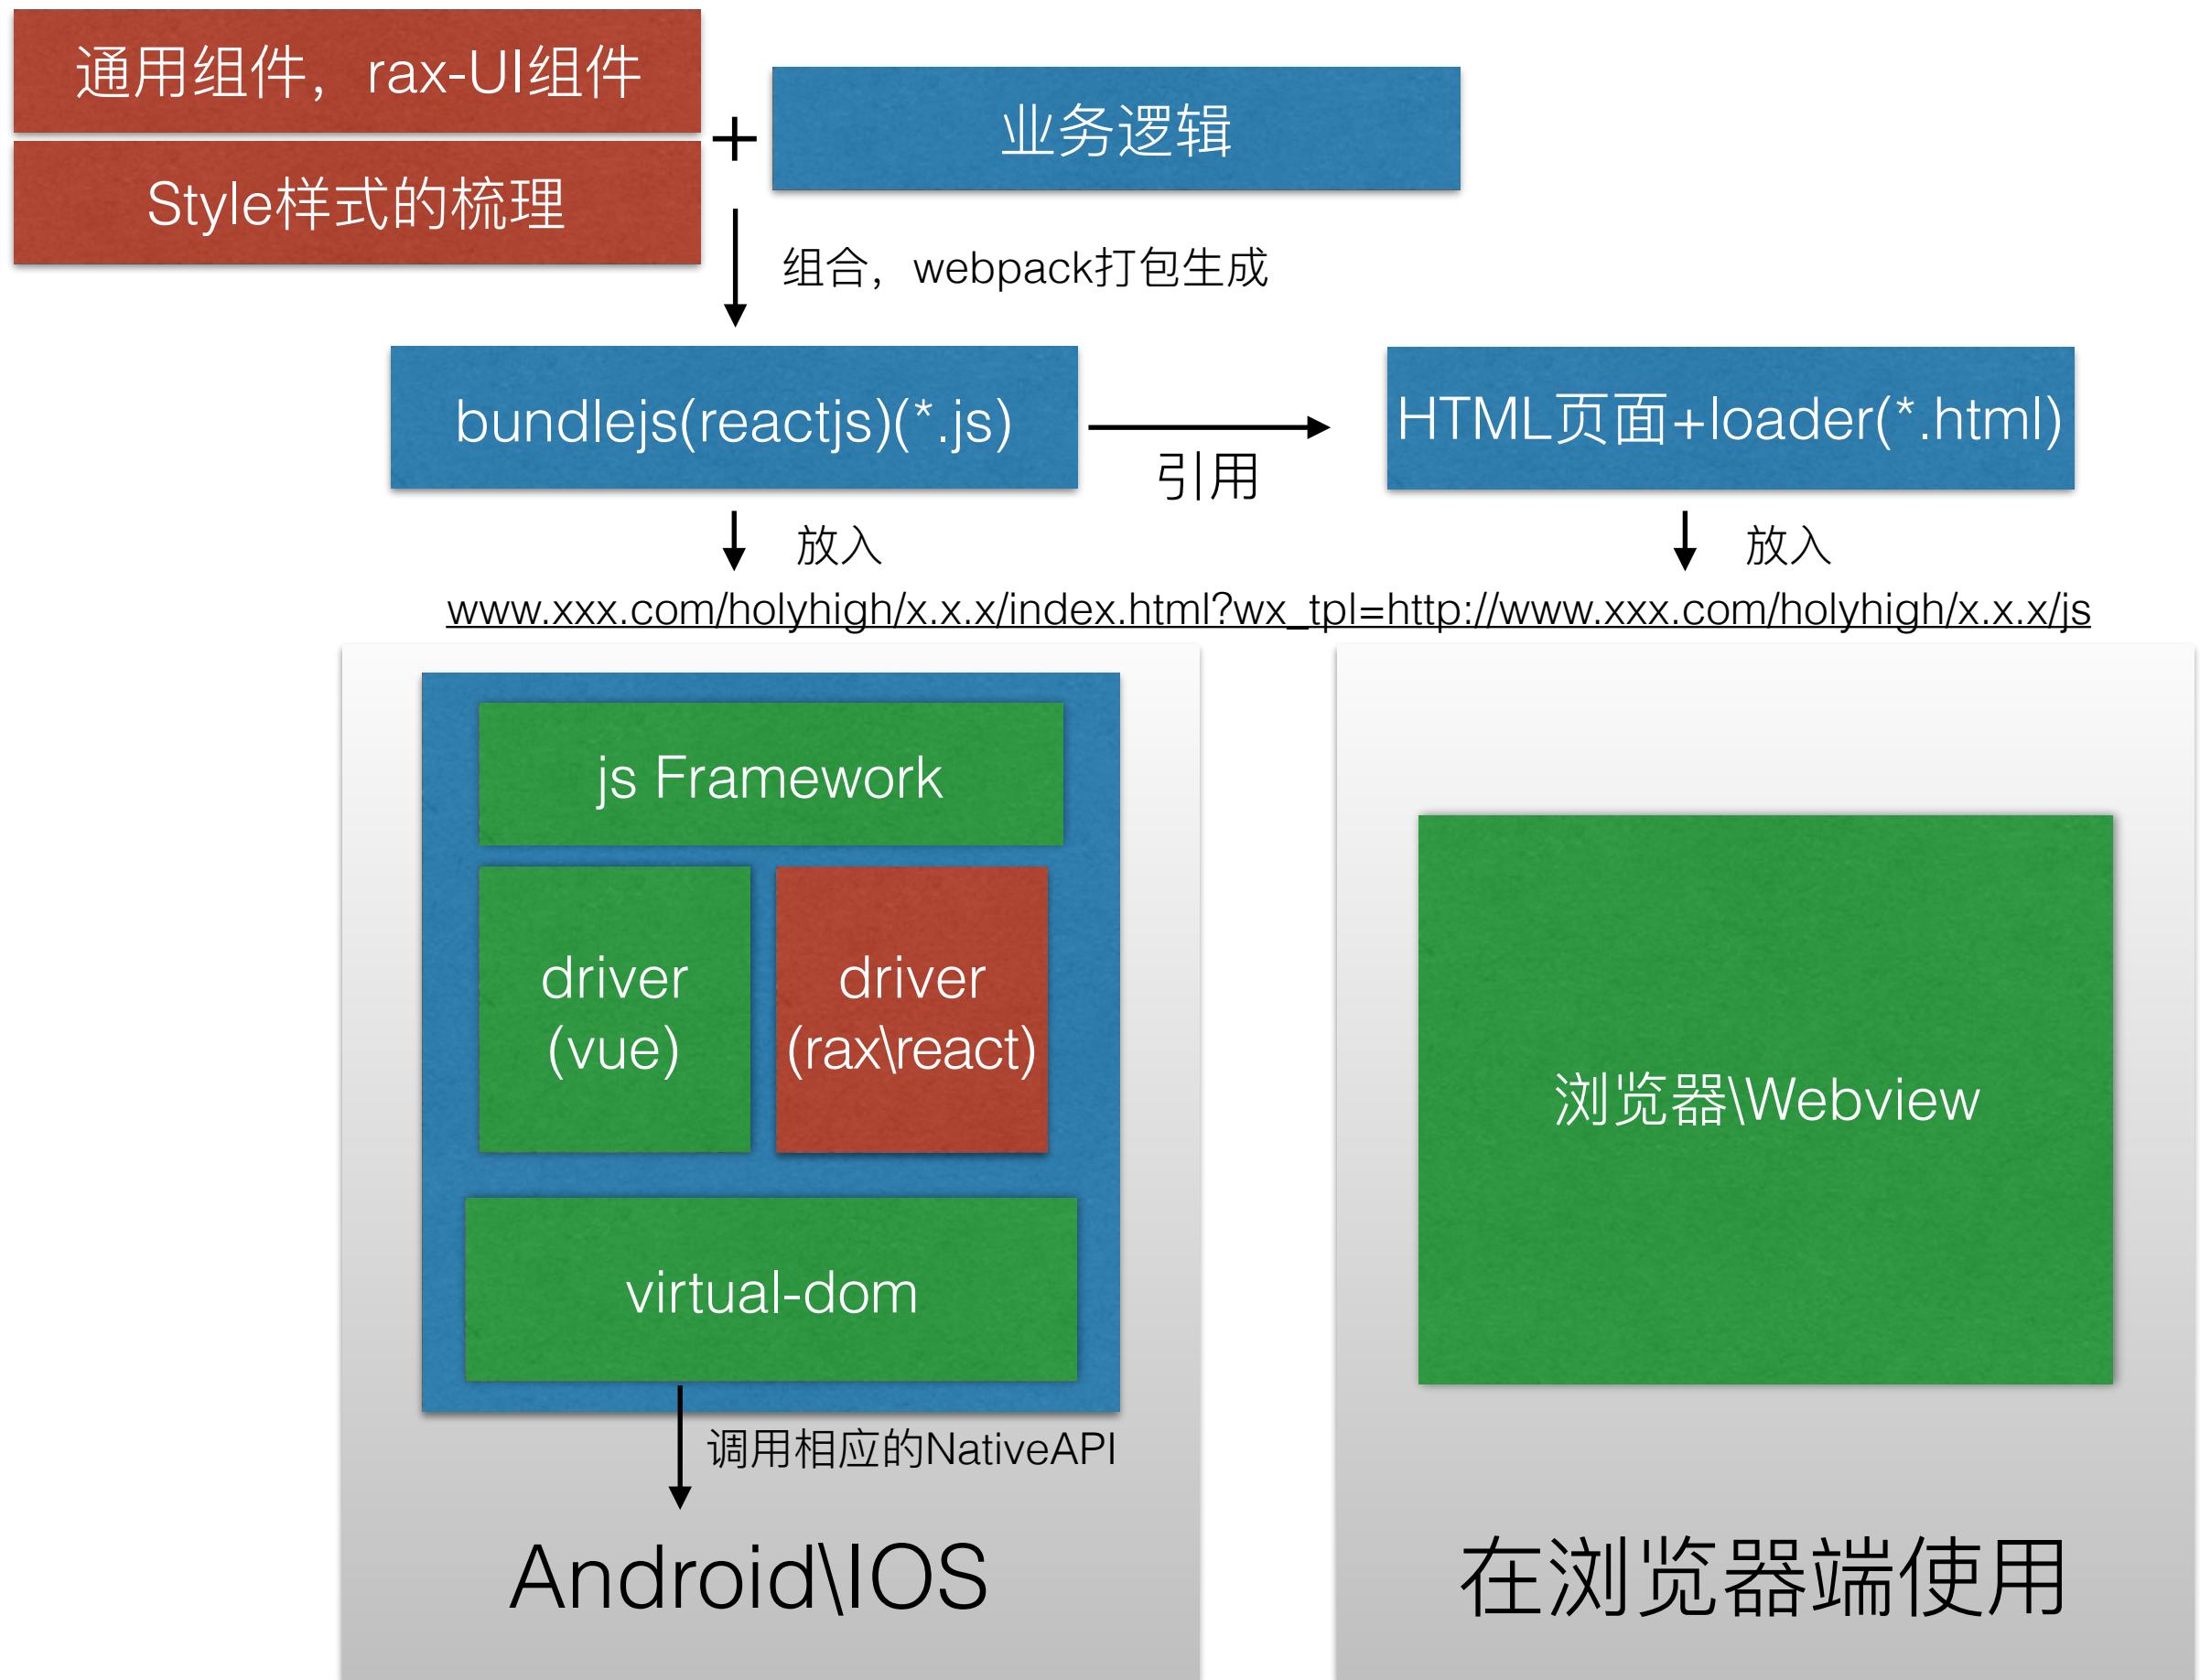 通用组件，rax-UI组件
+
业务逻辑
Style样式的梳理
组合，webpack打包生成
bundlejs(reactjs)(*.js)
引用
HTML页面+loader(*.html)
放入
放入
www.xxx.com/holyhigh/x.x.x/index.html?wx_tpl=http://www.xxx.com/holyhigh/x.x.x/js
js Framework
driver
(vue)
driver
(rax\react)
virtual-dom
调用相应的NativeAPI
Android\IOS
浏览器\Webview
在浏览器端使用